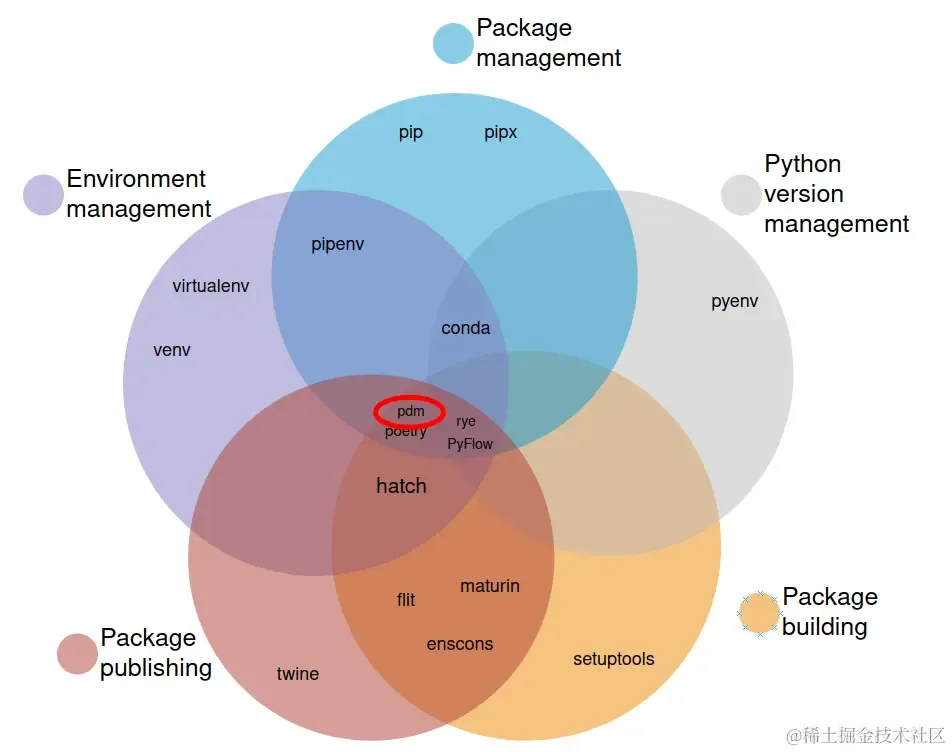 Package
management
pip
pipx
Python
version
management
Environment
management
pipenv
virtualenv
pyenv
conda
venv
pdm
rye
poetry
PyFlow
hatch
maturin
flit
Package
building
Package
publishing
enscons
setuptools
twine
@稀土掘金技术社区